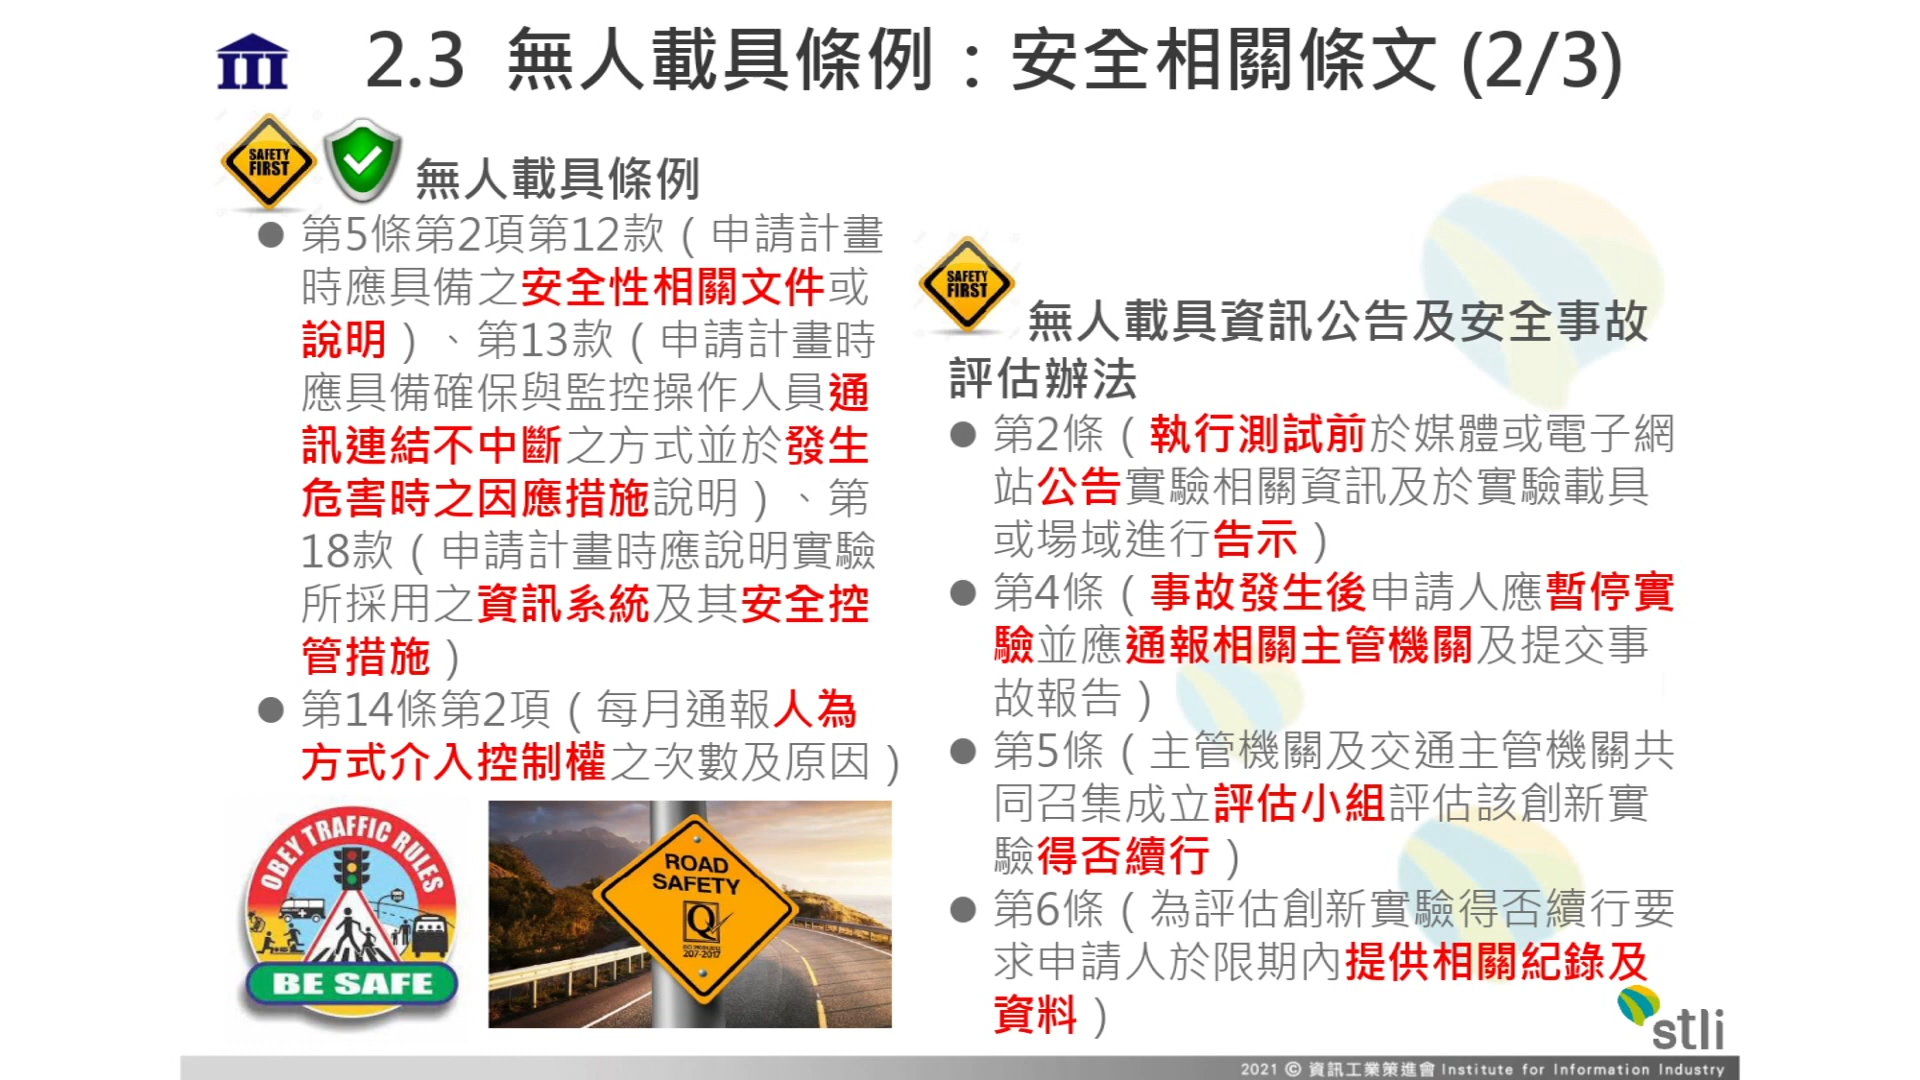 2.3 無人載具條例：安全相關條文 (2/3)
SAFETY
FIRST
無人載具條例
● 第5條第2項第12款（申請計畫
時應具備之安全性相關文件或
說明）、第13款（申請計畫時
應具備確保與監控操作人員通
訊連結不中斷之方式並於發生
危害時之因應措施說明）、第
18款（申請計畫時應說明實驗
所採用之資訊系統及其安全控
管措施）
● 第14條第2項（每月通報人為
方式介入控制權之次數及原因）
OBEY TRAFFIC RULES
BE SAFE
ROAD
SAFETY
Q
207-2017
SAFETY
FIRST
無人載具資訊公告及安全事故
評估辦法
● 第2條（執行測試前於媒體或電子網
站公告實驗相關資訊及於實驗載具
或場域進行告示）
● 第4條（事故發生後申請人應暫停實
驗並應通報相關主管機關及提交事
故報告）
● 第5條（主管機關及交通主管機關共
同召集成立評估小組評估該創新實
驗得否續行）
● 第6條（為評估創新實驗得否續行要
求申請人於限期內提供相關紀錄及
資料）
stli
2021 © 資訊工業策進會 Institute for Information Industry